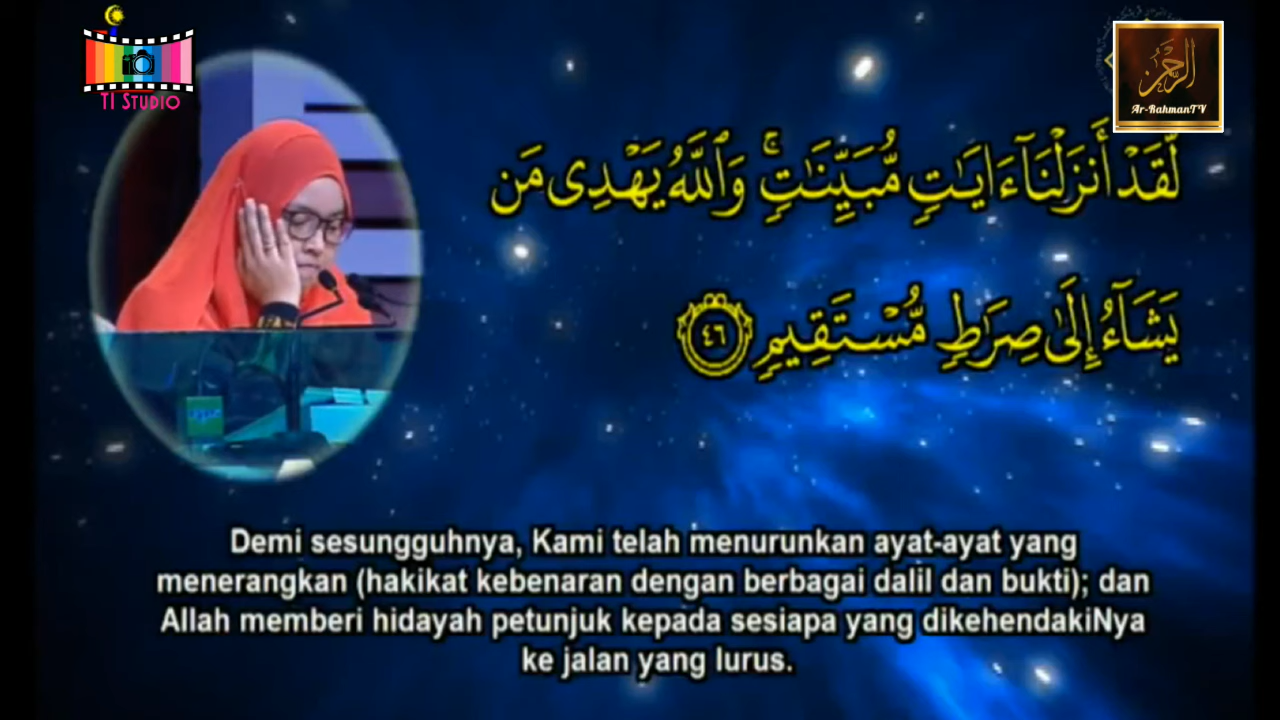 TI STUDIO
الرحمن
Ar-RahmanTV
لَّقَدْ أَنزَلْنَآ ءَايَـٰتٍ مُّبَيِّنَـٰتٍ ۚ وَٱللَّهُ يَهْدِى مَن
يَشَآءُ إِلَىٰ صِرَٰطٍ مُّسْتَقِيمٍ ٤٦
Demi sesungguhnya, Kami telah menurunkan ayat-ayat yang
menerangkan (hakikat kebenaran dengan berbagai dalil dan bukti); dan
Allah memberi hidayah petunjuk kepada sesiapa yang dikehendakiNya
ke jalan yang lurus.